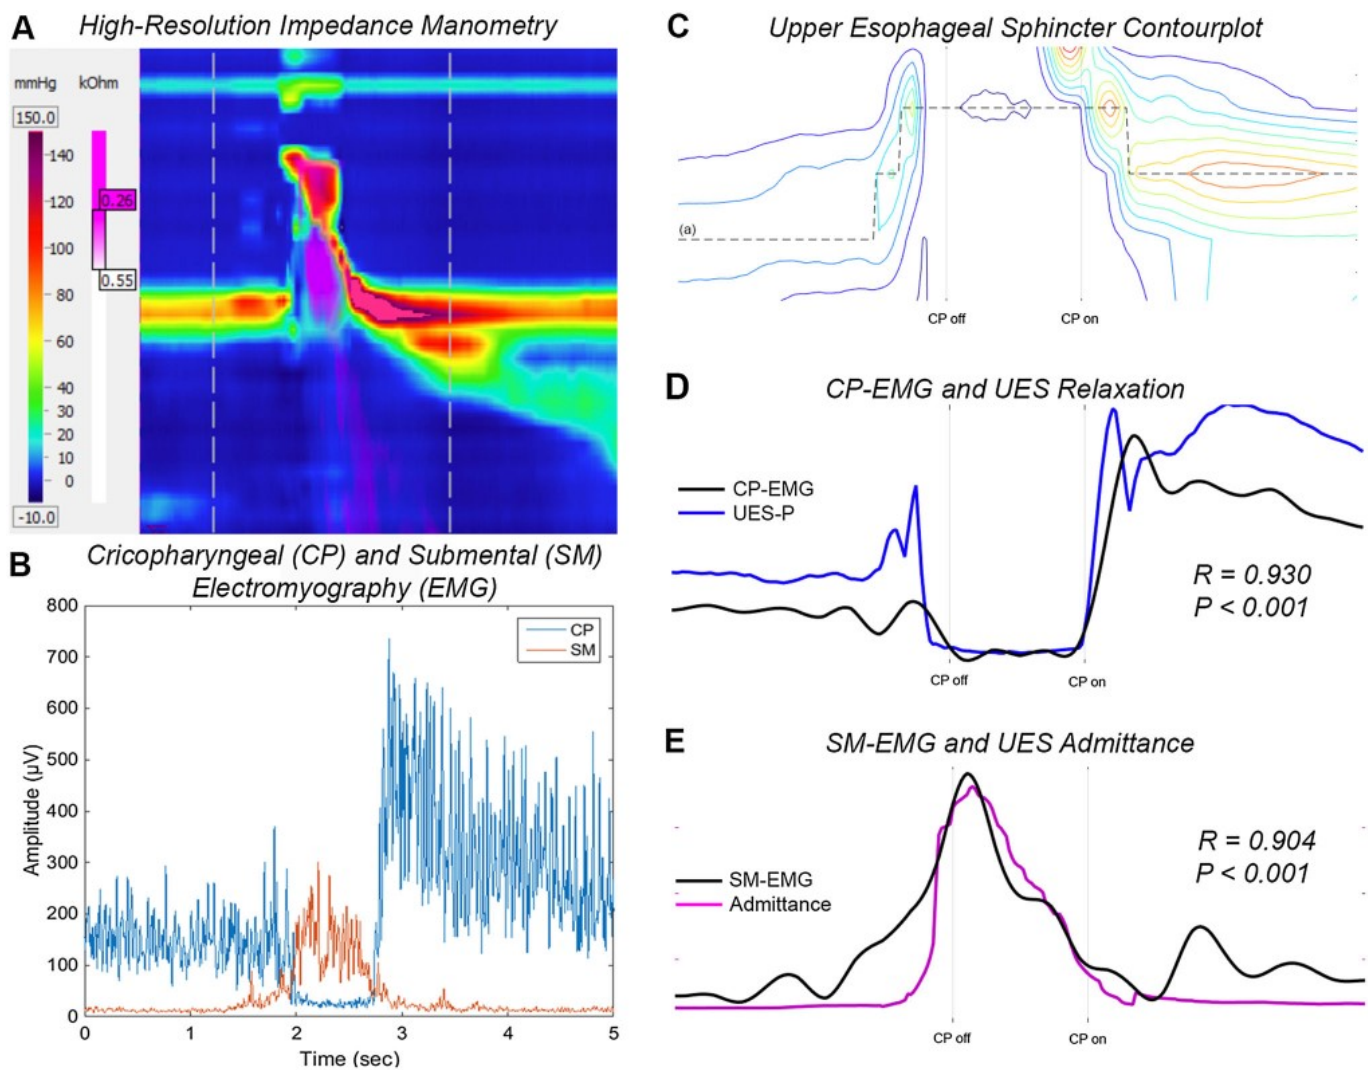 A
High-Resolution Impedance Manometry
mmHg kOhm
150.0
140
120
100
80
60
40
30
20
10
0
-10.0
0.26
0.55
B
Cricopharyngeal (CP) and Submental (SM)
Electromyography (EMG)
CP
SM
Amplitude (µV)
800
700
600
500
400
300
200
100
0
0 1 2 3 4 5
Time (sec)
C
Upper Esophageal Sphincter Contourplot
(a)
CP off CP on
D
CP-EMG and UES Relaxation
CP-EMG
UES-P
R = 0.930
P < 0.001
CP off CP on
E
SM-EMG and UES Admittance
SM-EMG
Admittance
R = 0.904
P < 0.001
CP off CP on